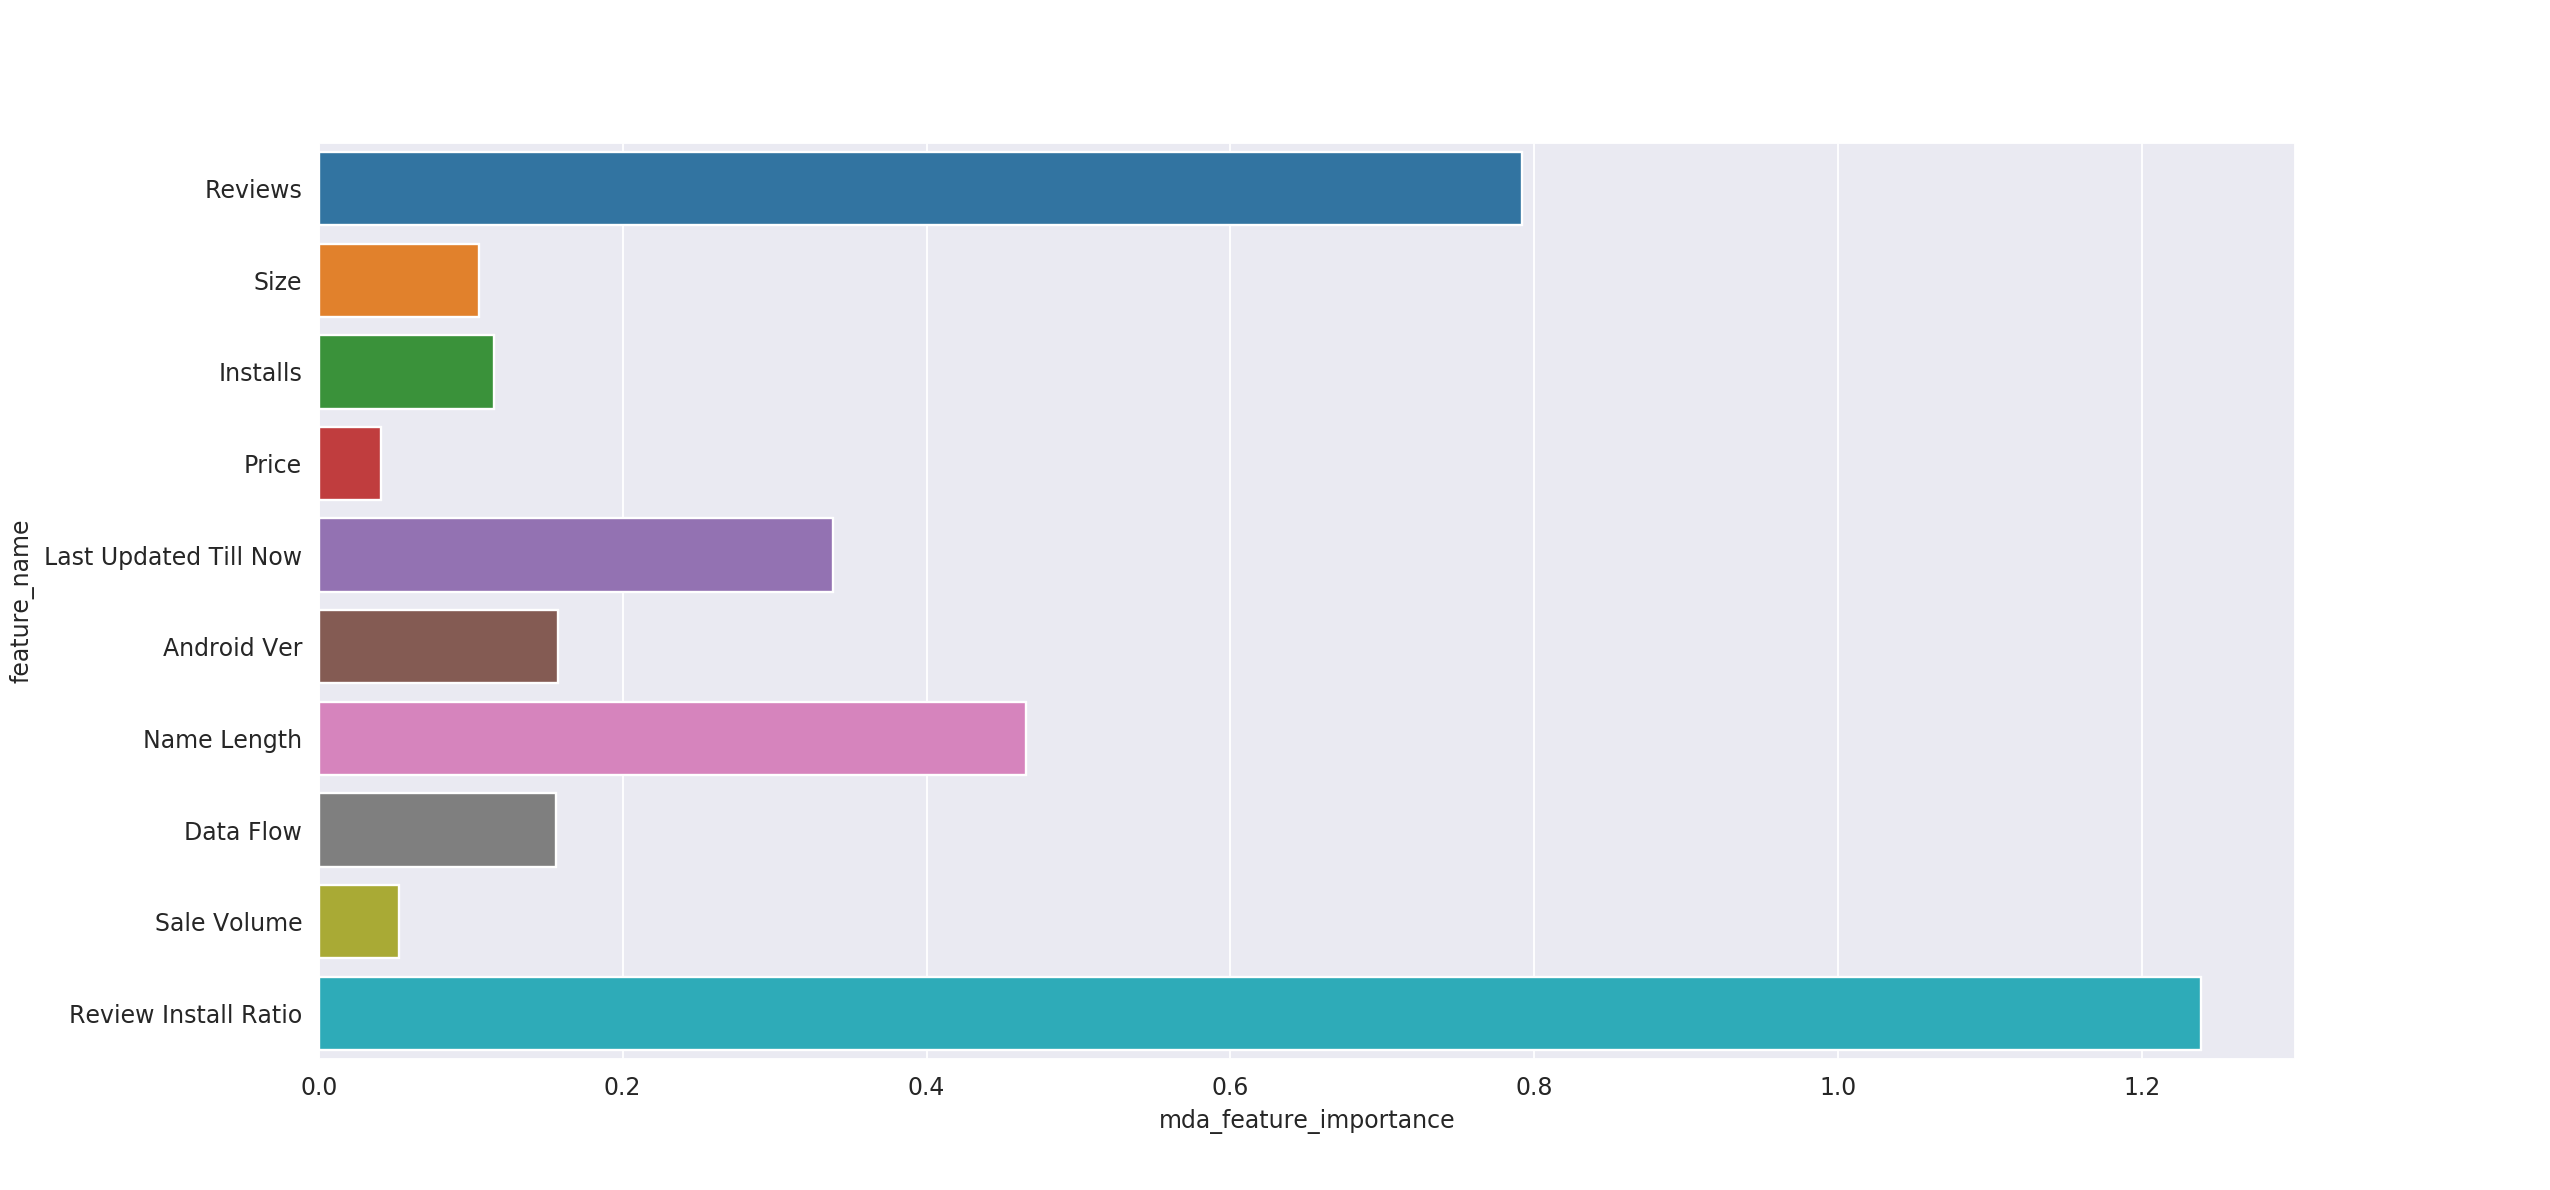 Reviews
Size
Installs
Price
Last Updated Till Now
Android Ver
Name Length
Data Flow
Sale Volume
Review Install Ratio
feature_name
0.0 0.2 0.4 0.6 0.8 1.0 1.2
mda_feature_importance